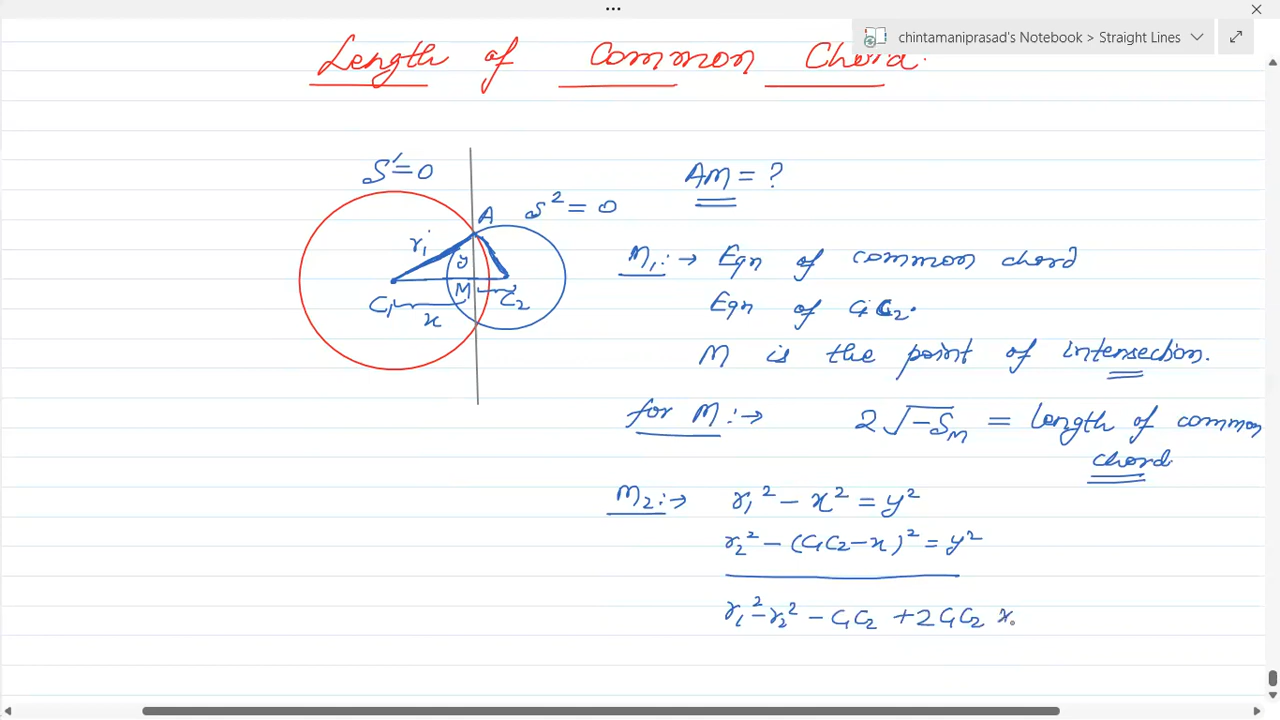 chintamaniprasad's Notebook > Straight Lines
Length of Common Chord.
S'=0
S² = 0
A
r₁
y
M
C₁
C₂
x
AM = ?
M₁:→ Eqn of common chord
Eqn of C₁C₂.
M is the point of intensection.
for M:→ 2√-S_M = length of common
chord
M₂:→ r₁² - x² = y²
r₂² - (C₁C₂-x)² = y²
r₁²-r₂² - C₁C₂ +2C₁C₂ x